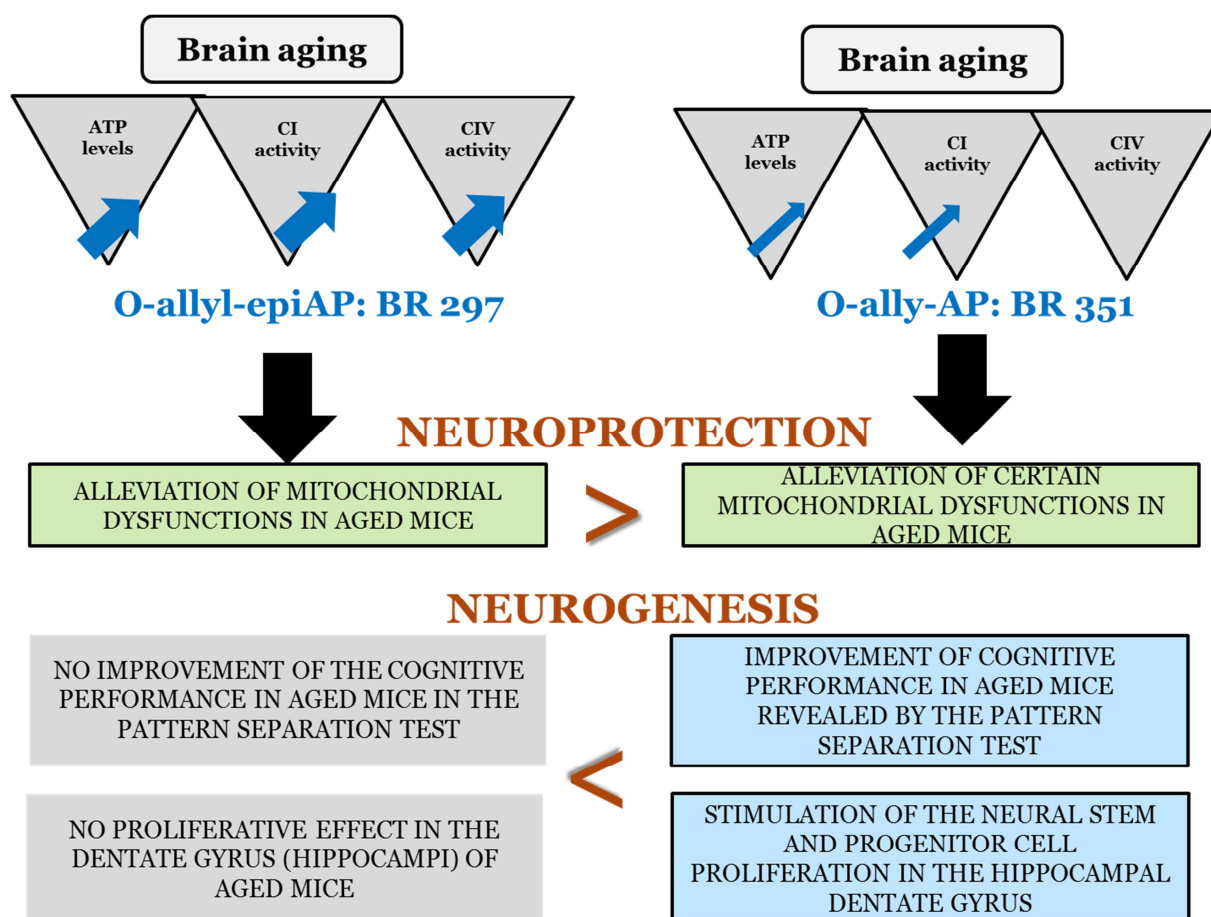 Brain aging
ATP
levels
CI
activity
CIV
activity
O-allyl-epiAP: BR 297
Brain aging
ATP
levels
CI
activity
CIV
activity
O-ally-AP: BR 351
NEUROPROTECTION
ALLEVIATION OF MITOCHONDRIAL
DYSFUNCTIONS IN AGED MICE
>
ALLEVIATION OF CERTAIN
MITOCHONDRIAL DYSFUNCTIONS IN
AGED MICE
NEUROGENESIS
NO IMPROVEMENT OF THE COGNITIVE
PERFORMANCE IN AGED MICE IN THE
PATTERN SEPARATION TEST
IMPROVEMENT OF COGNITIVE
PERFORMANCE IN AGED MICE
REVEALED BY THE PATTERN
SEPARATION TEST
<
NO PROLIFERATIVE EFFECT IN THE
DENTATE GYRUS (HIPPOCAMPI) OF
AGED MICE
STIMULATION OF THE NEURAL STEM
AND PROGENITOR CELL
PROLIFERATION IN THE HIPPOCAMPAL
DENTATE GYRUS